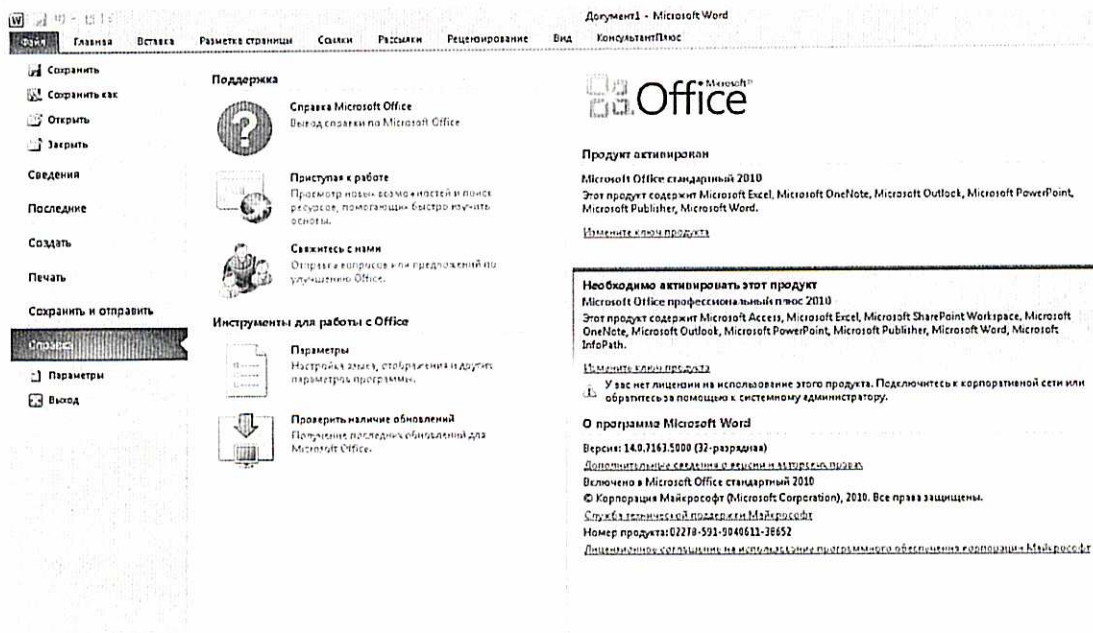 Документ1 - Microsoft Word
Файл Главная Вставка Разметка страницы Ссылки Рассылки Рецензирование Вид КонсультантПлюс
Сохранить
Сохранить как
Открыть
Закрыть
Сведения
Последние
Создать
Печать
Сохранить и отправить
Справка
Параметры
Выход
Поддержка
Справка Microsoft Office
Вывод справки по Microsoft Office
Приступая к работе
Просмотр новых возможностей и поиск
ресурсов, помогающих быстро изучить
основы.
Свяжитесь с нами
Отправка вопросов или предложений по
улучшению Office.
Инструменты для работы с Office
Параметры
Настройка языка, отображения и других
параметров программы.
Проверить наличие обновлений
Получение последних обновлений для
Microsoft Office.
Microsoft®
Office
Продукт активирован
Microsoft Office стандартный 2010
Этот продукт содержит Microsoft Excel, Microsoft OneNote, Microsoft Outlook, Microsoft PowerPoint,
Microsoft Publisher, Microsoft Word.
Измените ключ продукта
Необходимо активировать этот продукт
Microsoft Office профессиональный плюс 2010
Этот продукт содержит Microsoft Access, Microsoft Excel, Microsoft SharePoint Workspace, Microsoft
OneNote, Microsoft Outlook, Microsoft PowerPoint, Microsoft Publisher, Microsoft Word, Microsoft
InfoPath.
Изменить ключ продукта
У вас нет лицензии на использование этого продукта. Подключитесь к корпоративной сети или
обратитесь за помощью к системному администратору.
О программе Microsoft Word
Версия: 14.0.7163.5000 (32-разрядная)
Дополнительные сведения о версии и авторских правах
Включено в Microsoft Office стандартный 2010
© Корпорация Майкрософт (Microsoft Corporation), 2010. Все права защищены.
Служба технической поддержки Майкрософт
Номер продукта: 02278-591-9040611-38652
Лицензионное соглашение на использование программного обеспечения корпорации Майкрософт